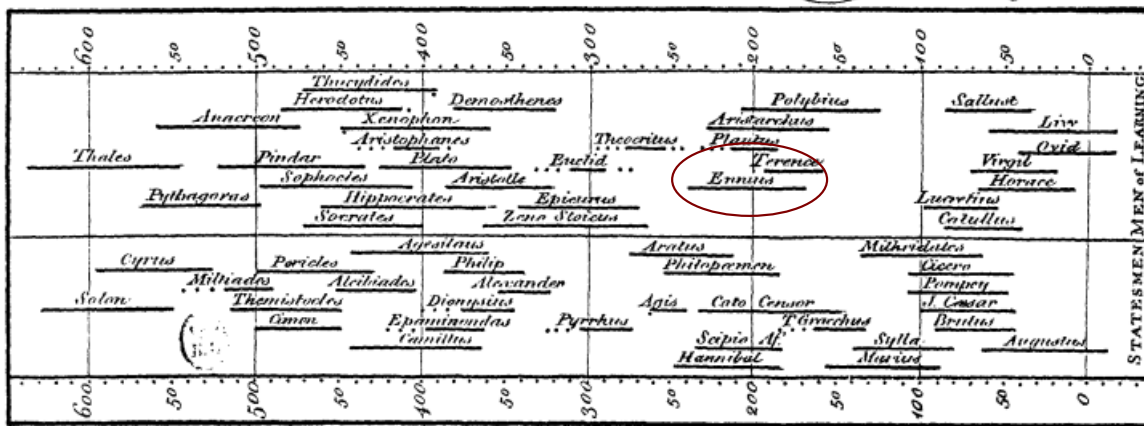 600 50 500 50 400 50 300 50 200 50 100 50 0
Thucydides
Herodotus Demosthenes Polybius Sallust
Anacreon Xenophon Aristarchus Livy
Aristophanes Theocritus Plautus Ovid
Thales Pindar Plato Euclid Terence Virgil
Sophocles Aristotle Ennius Horace
Pythagoras Hippocrates Epicurus Lucretius
Socrates Zeno Stoicus Catullus
Agesilaus Aratus Mithridates
Cyrus Pericles Philip Philopœmen Cicero
Miltiades Alcibiades Alexander Pompey
Solon Themistocles Dionysius Agis Cato Censor J. Cæsar
Cimon Epaminondas Pyrrhus T. Gracchus Brutus
Camillus Scipio Af. Sylla Augustus
Hannibal Marius
600 50 500 50 400 50 300 50 200 50 100 50 0
MEN of LEARNING
STATESMEN